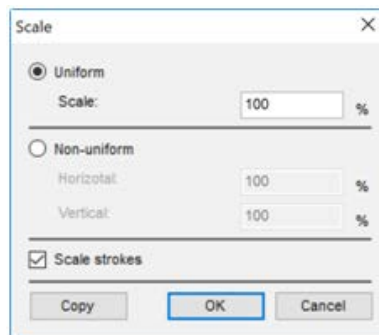 Scale
Uniform
Scale: 100 %
Non-uniform
Horizotal: 100 %
Vertical: 100 %
Scale strokes
Copy OK Cancel